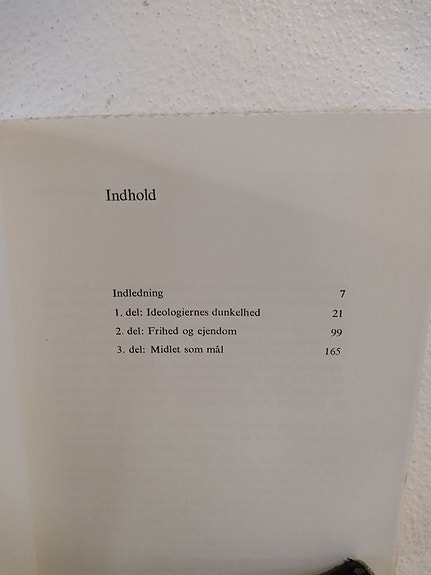 Indhold
Indledning 7
1. del: Ideologiernes dunkelhed 21
2. del: Frihed og ejendom 99
3. del: Midlet som mål 165